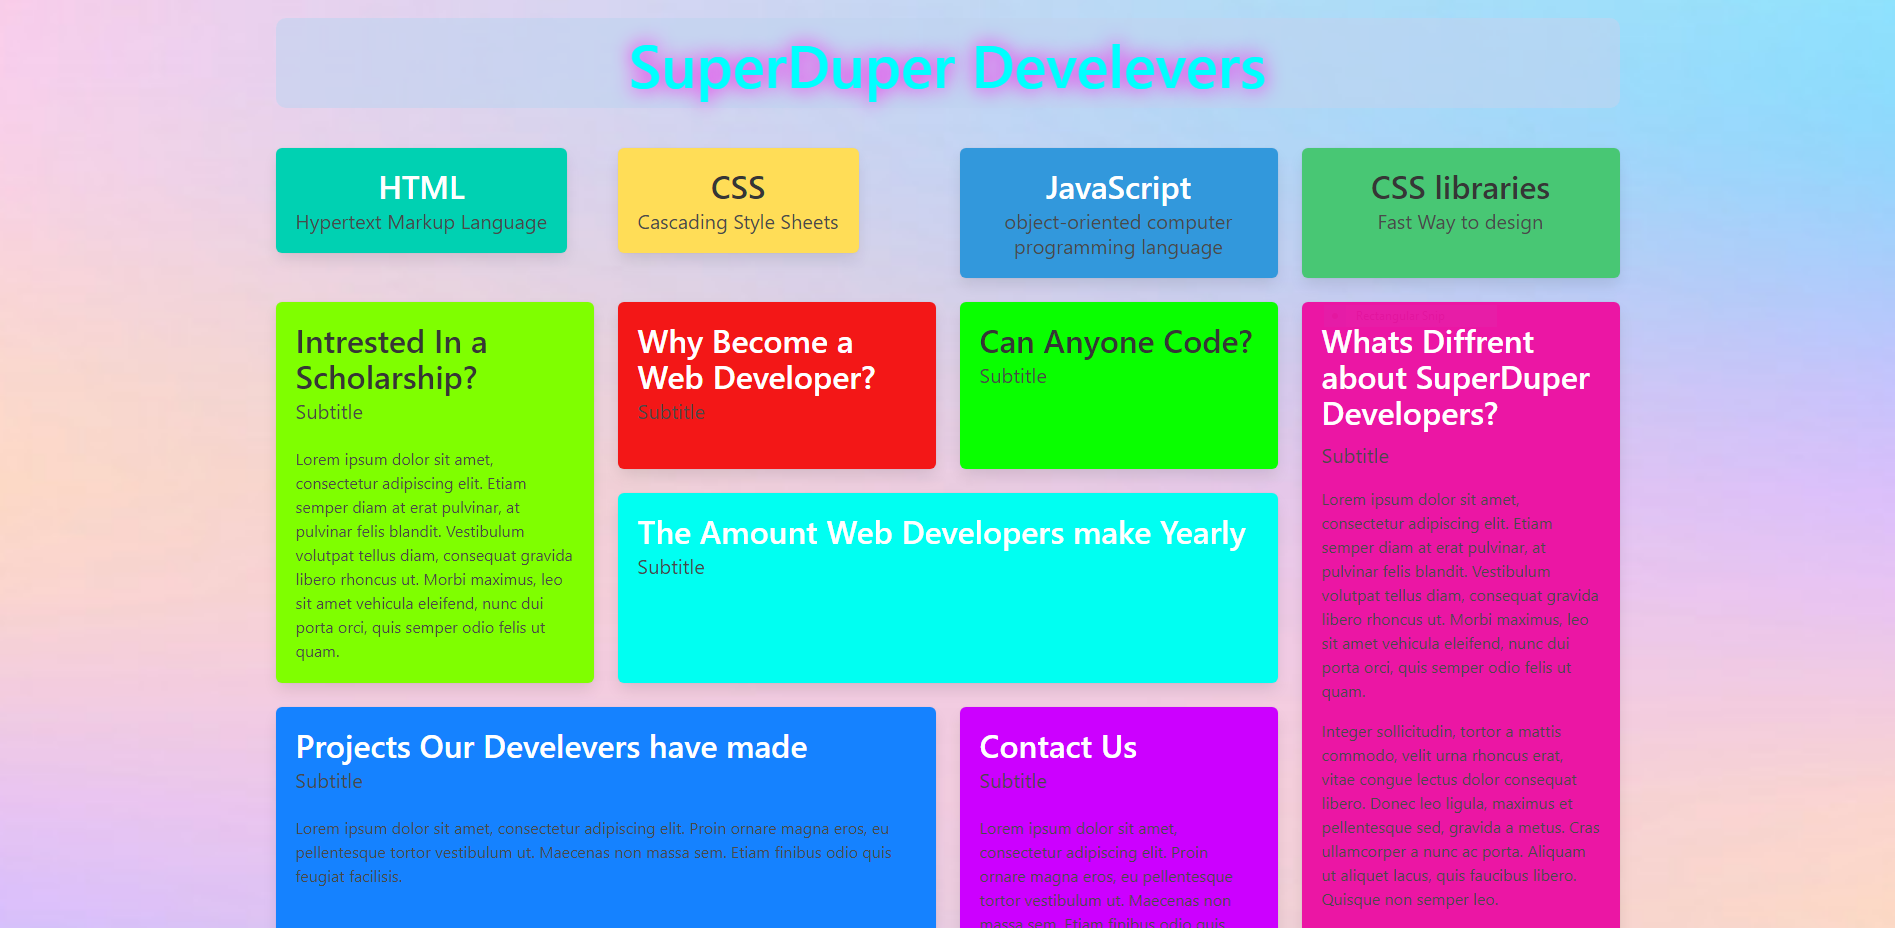 SuperDuper Develevers
HTML
Hypertext Markup Language
CSS
Cascading Style Sheets
JavaScript
object-oriented computer
programming language
CSS libraries
Fast Way to design
Intrested In a
Scholarship?
Subtitle
Lorem ipsum dolor sit amet,
consectetur adipiscing elit. Etiam
semper diam at erat pulvinar, at
pulvinar felis blandit. Vestibulum
volutpat tellus diam, consequat gravida
libero rhoncus ut. Morbi maximus, leo
sit amet vehicula eleifend, nunc dui
porta orci, quis semper odio felis ut
quam.
Why Become a
Web Developer?
Subtitle
Can Anyone Code?
Subtitle
The Amount Web Developers make Yearly
Subtitle
Rectangular Snip
Whats Diffrent
about SuperDuper
Developers?
Subtitle
Lorem ipsum dolor sit amet,
consectetur adipiscing elit. Etiam
semper diam at erat pulvinar, at
pulvinar felis blandit. Vestibulum
volutpat tellus diam, consequat gravida
libero rhoncus ut. Morbi maximus, leo
sit amet vehicula eleifend, nunc dui
porta orci, quis semper odio felis ut
quam.
Integer sollicitudin, tortor a mattis
commodo, velit urna rhoncus erat,
vitae congue lectus dolor consequat
libero. Donec leo ligula, maximus et
pellentesque sed, gravida a metus. Cras
ullamcorper a nunc ac porta. Aliquam
ut aliquet lacus, quis faucibus libero.
Quisque non semper leo.
Projects Our Develevers have made
Subtitle
Lorem ipsum dolor sit amet, consectetur adipiscing elit. Proin ornare magna eros, eu
pellentesque tortor vestibulum ut. Maecenas non massa sem. Etiam finibus odio quis
feugiat facilisis.
Contact Us
Subtitle
Lorem ipsum dolor sit amet,
consectetur adipiscing elit. Proin
ornare magna eros, eu pellentesque
tortor vestibulum ut. Maecenas non
massa sem. Etiam finibus odio quis